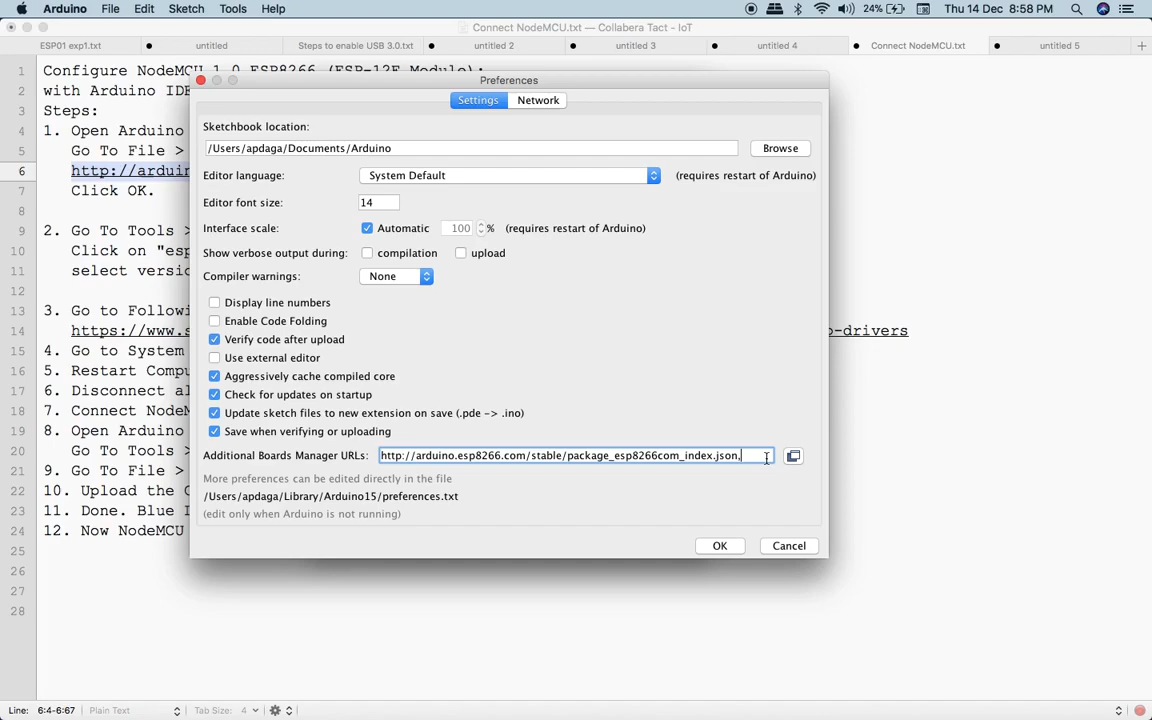 Arduino File Edit Sketch Tools Help 24% Thu 14 Dec 8:58 PM
Connect NodeMCU.txt — Collabera Tact - IoT
ESP01 exp1.txt untitled Steps to enable USB 3.0.txt untitled 2 untitled 3 untitled 4 Connect NodeMCU.txt untitled 5
1 Configure NodeMCU 1.0 ESP8266 (ESP-12E Module):
2 with Arduino IDE
3 Steps:
4 1. Open Arduino
5 Go To File >
6 http://arduin
7 Click OK.
8
9 2. Go To Tools >
10 Click on "esp
11 select versio
12
13 3. Go to Followi
14 https://www.s o-drivers
15 4. Go to System
16 5. Restart Compu
17 6. Disconnect al
18 7. Connect NodeM
19 8. Open Arduino
20 Go To Tools >
21 9. Go To File >
22 10. Upload the C
23 11. Done. Blue I
24 12. Now NodeMCU
25
26
27
28
Preferences
Settings Network
Sketchbook location:
/Users/apdaga/Documents/Arduino Browse
Editor language: System Default (requires restart of Arduino)
Editor font size: 14
Interface scale: Automatic 100 % (requires restart of Arduino)
Show verbose output during: compilation upload
Compiler warnings: None
Display line numbers
Enable Code Folding
Verify code after upload
Use external editor
Aggressively cache compiled core
Check for updates on startup
Update sketch files to new extension on save (.pde -> .ino)
Save when verifying or uploading
Additional Boards Manager URLs: http://arduino.esp8266.com/stable/package_esp8266com_index.json,
More preferences can be edited directly in the file
/Users/apdaga/Library/Arduino15/preferences.txt
(edit only when Arduino is not running)
OK Cancel
Line: 6:4-6:67 Plain Text Tab Size: 4